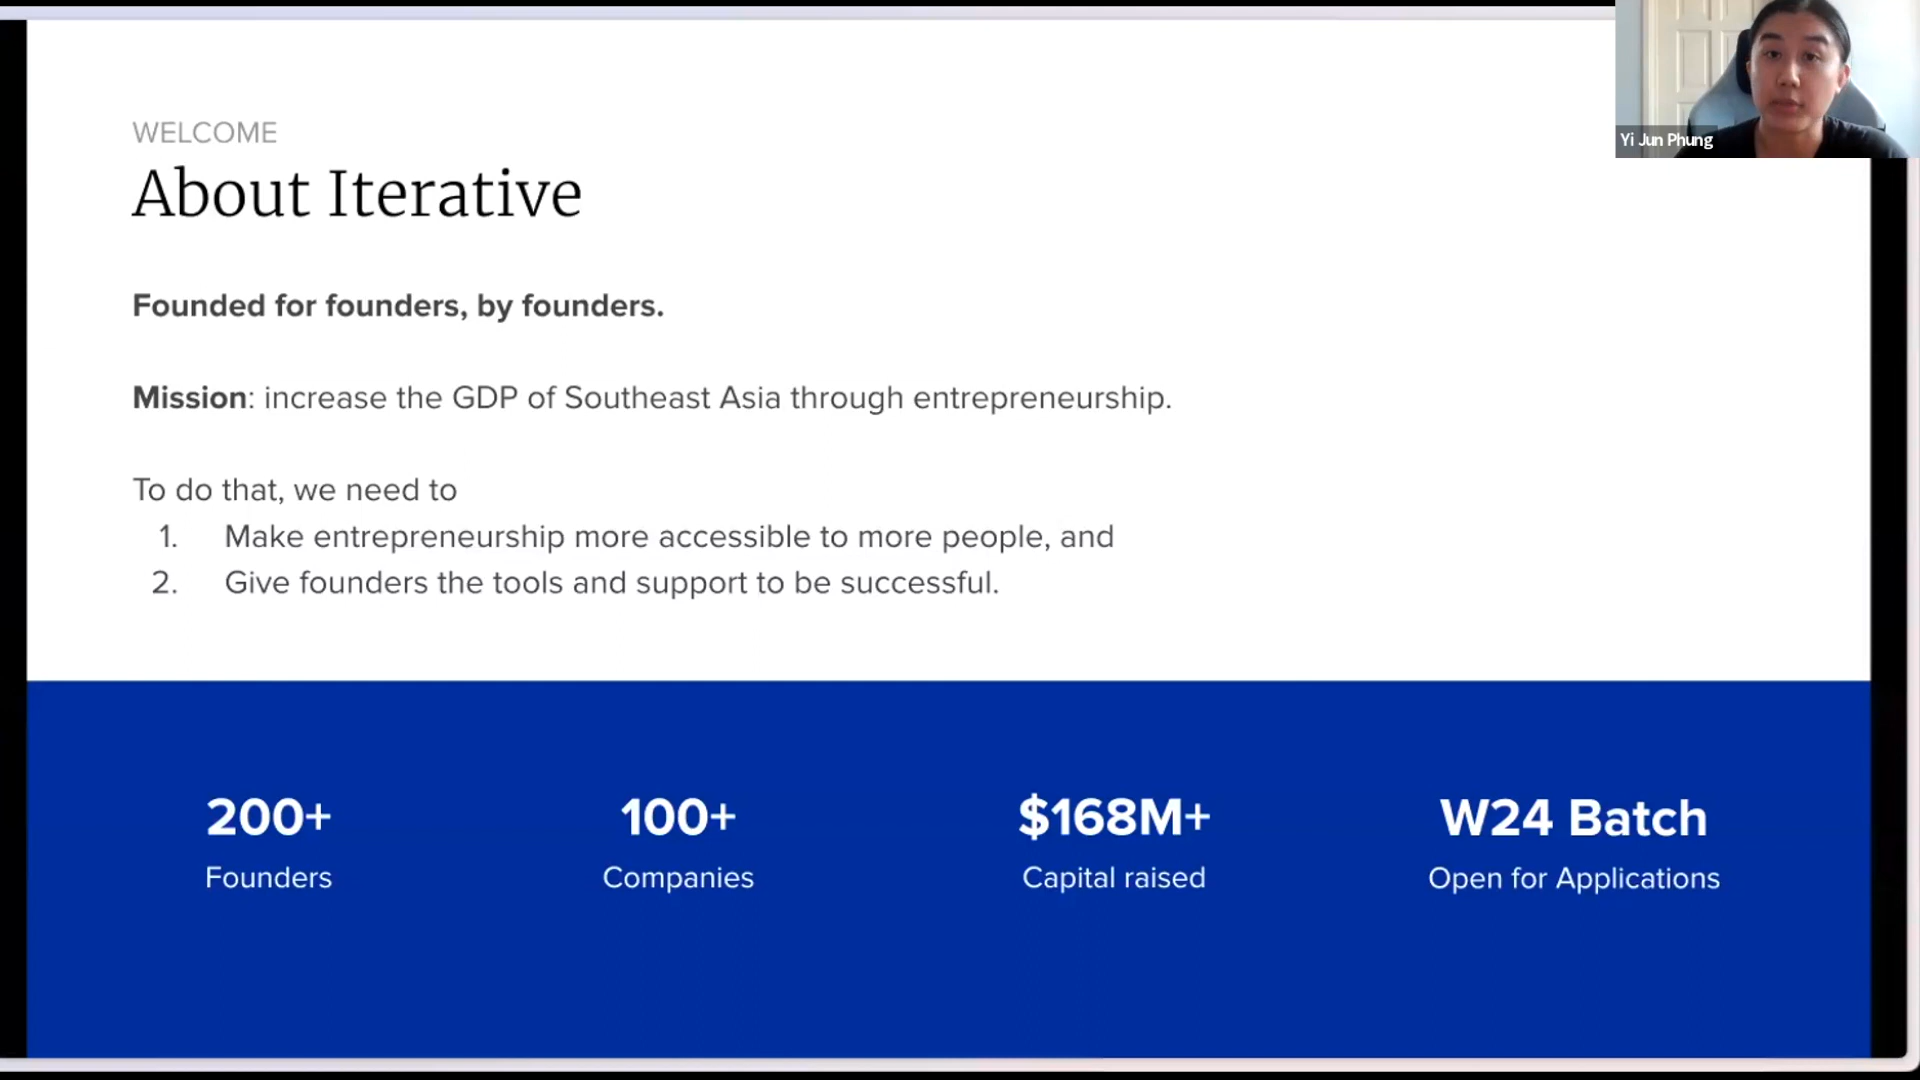 WELCOME
About Iterative
Founded for founders, by founders.
Mission: increase the GDP of Southeast Asia through entrepreneurship.
To do that, we need to
1. Make entrepreneurship more accessible to more people, and
2. Give founders the tools and support to be successful.
200+
Founders
100+
Companies
$168M+
Capital raised
W24 Batch
Open for Applications
Yi Jun Phung